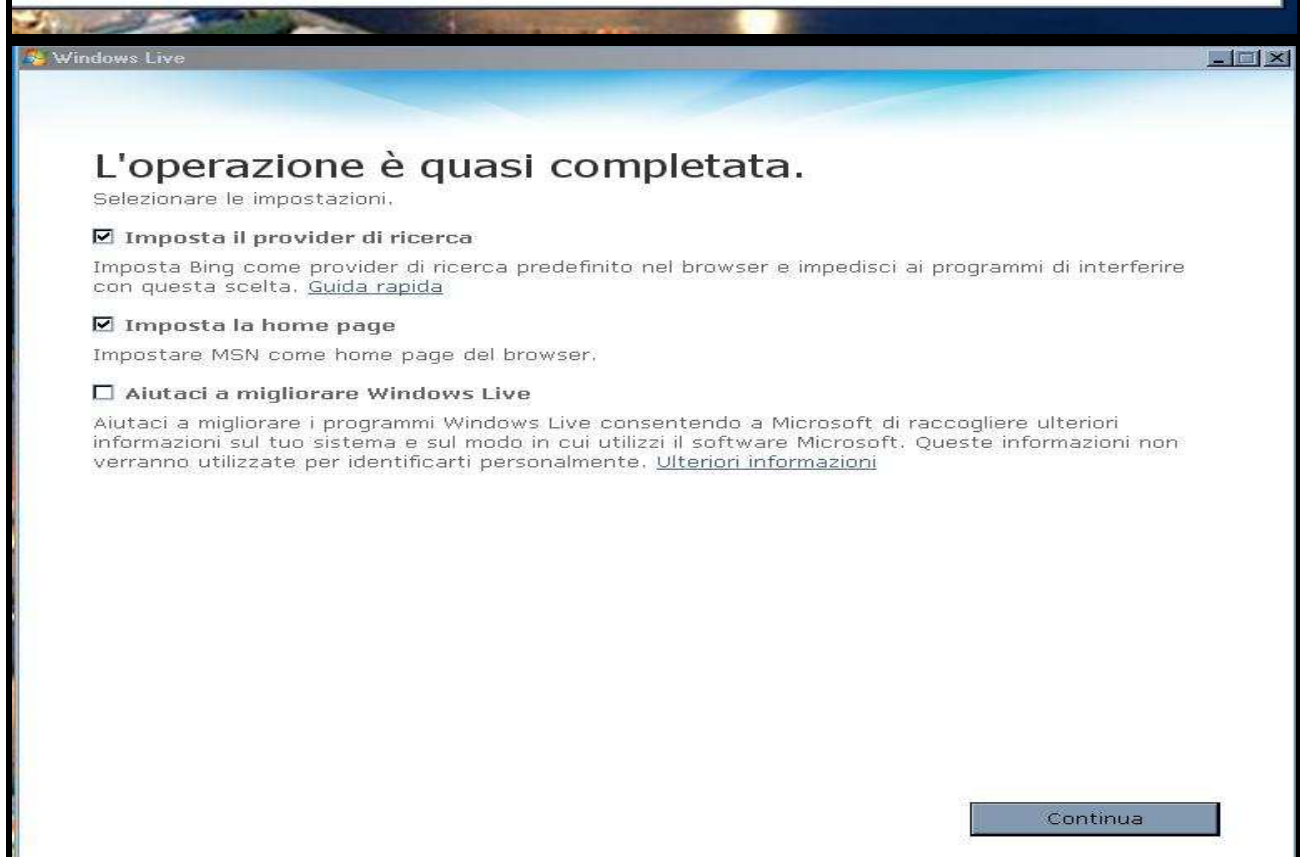 Windows Live
L'operazione è quasi completata.
Selezionare le impostazioni.
Imposta il provider di ricerca
Imposta Bing come provider di ricerca predefinito nel browser e impedisci ai programmi di interferire
con questa scelta. Guida rapida
Imposta la home page
Impostare MSN come home page del browser.
Aiutaci a migliorare Windows Live
Aiutaci a migliorare i programmi Windows Live consentendo a Microsoft di raccogliere ulteriori
informazioni sul tuo sistema e sul modo in cui utilizzi il software Microsoft. Queste informazioni non
verranno utilizzate per identificarti personalmente. Ulteriori informazioni
Continua